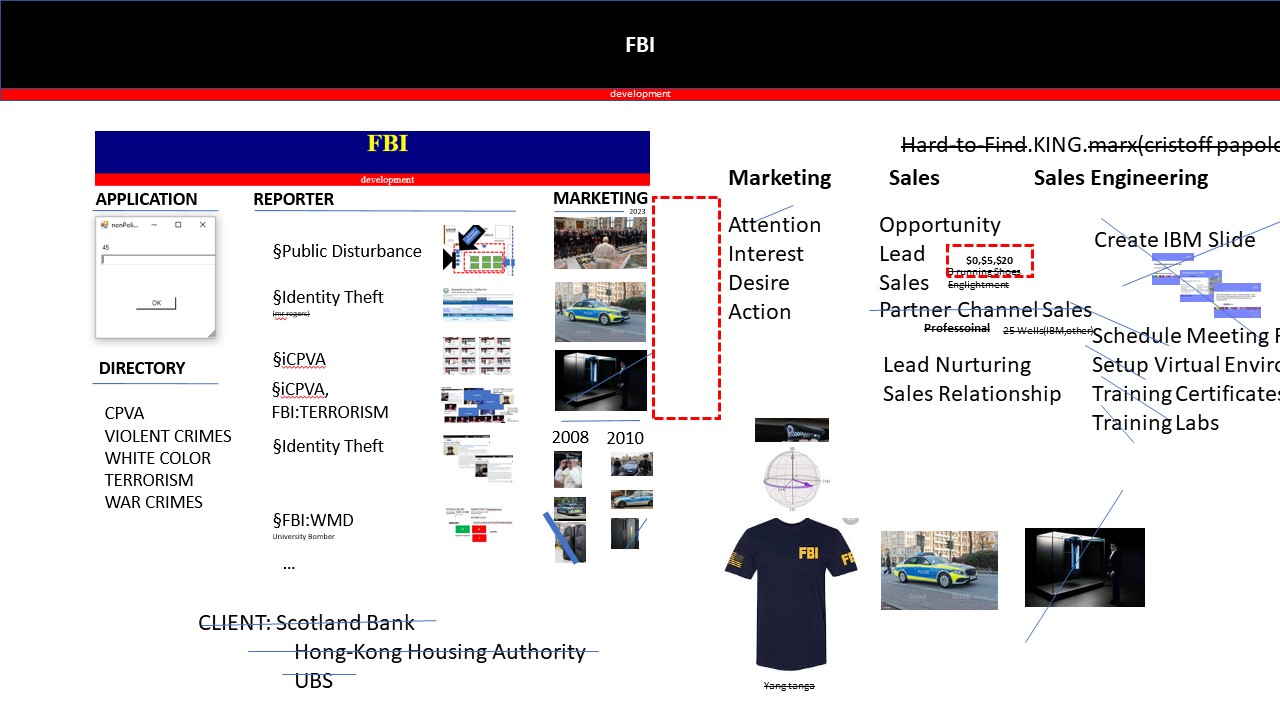 FBI
development
FBI
development
APPLICATION
nonPoli...
45
OK
DIRECTORY
CPVA
VIOLENT CRIMES
WHITE COLOR
TERRORISM
WAR CRIMES
REPORTER
§Public Disturbance
§Identity Theft
(mr rogers)
§iCPVA
§iCPVA,
FBI:TERRORISM
§Identity Theft
§FBI:WMD
University Bomber
...
MARKETING
2023
2008 2010
CLIENT: Scotland Bank
Hong-Kong Housing Authority
UBS
Hard-to-Find.KING.marx(cristoff papolo
Marketing
Attention
Interest
Desire
Action
Sales
Opportunity
Lead
$0,$5,$20
running Shoes
Sales
Englightment
Partner Channel Sales
Professoinal
25 Wells(IBM,other)
Lead Nurturing
Sales Relationship
Sales Engineering
Create IBM Slide
Schedule Meeting
Setup Virtual Enviro
Training Certificates
Training Labs
FBI
FBI
Yang tanga
iStock
POLIZEI